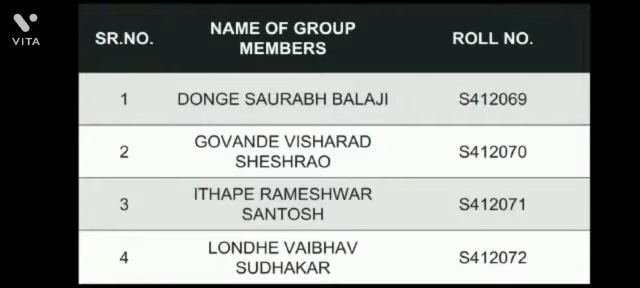 VITA
SR.NO. NAME OF GROUP MEMBERS ROLL NO.
1 DONGE SAURABH BALAJI S412069
2 GOVANDE VISHARAD SHESHRAO S412070
3 ITHAPE RAMESHWAR SANTOSH S412071
4 LONDHE VAIBHAV SUDHAKAR S412072